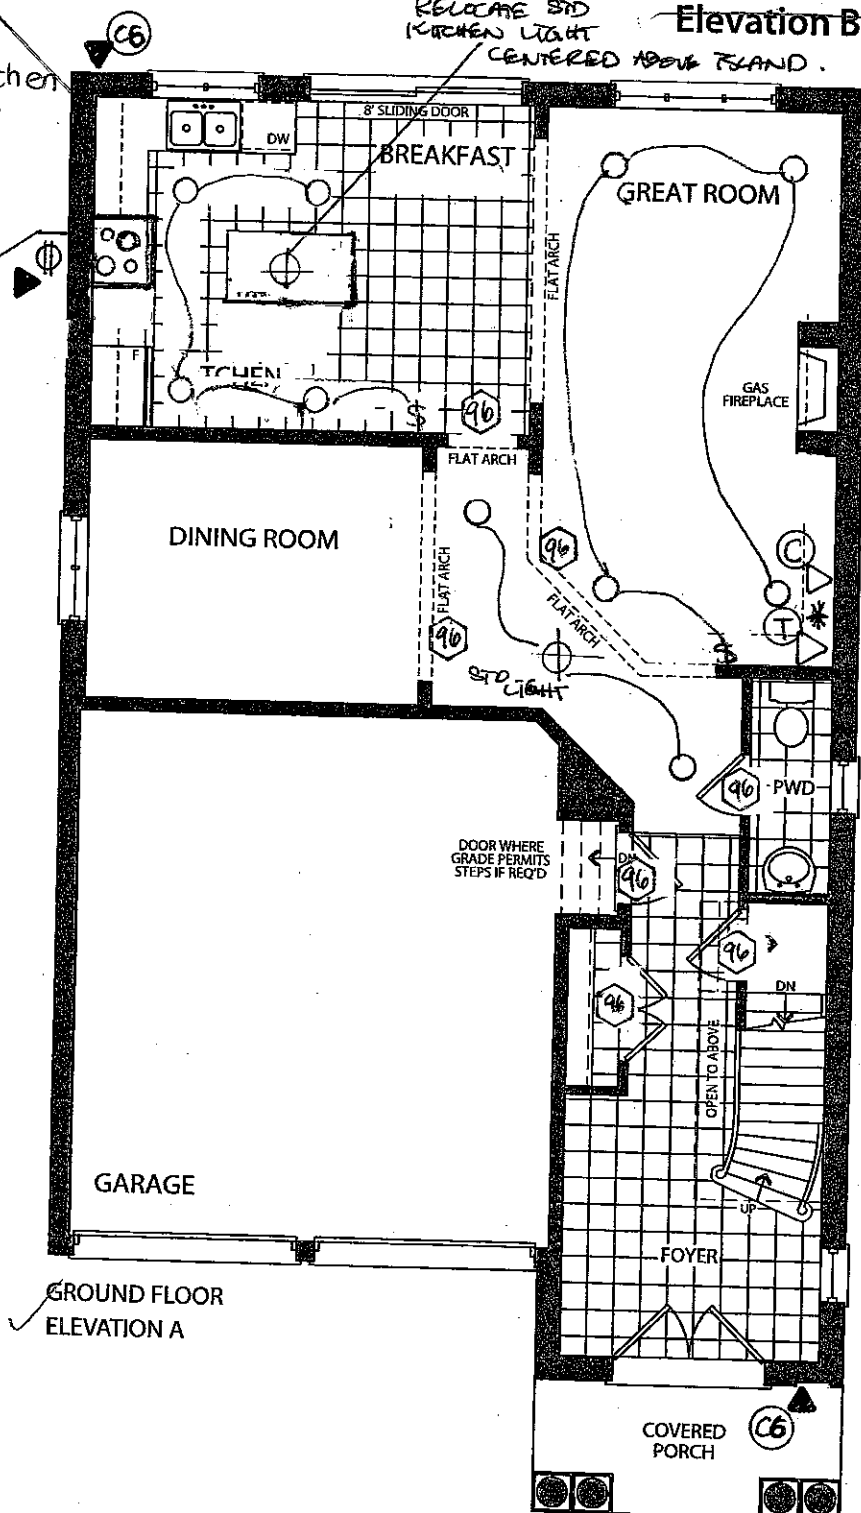 RELOCATE STD
KITCHEN LIGHT
CENTERED ABOVE ISLAND.
Elevation B
C6
8' SLIDING DOOR
DW
BREAKFAST
GREAT ROOM
FLAT ARCH
F
TCHEN
GAS
FIREPLACE
$
96
FLAT ARCH
DINING ROOM
FLAT ARCH
96
96
FLAT ARCH
C
T
*
$
STD
LIGHT
96
PWD
DOOR WHERE
GRADE PERMITS
STEPS IF REQ'D
DN
96
96
DN
96
OPEN TO ABOVE
UP
GARAGE
FOYER
GROUND FLOOR
ELEVATION A
COVERED
PORCH
C6